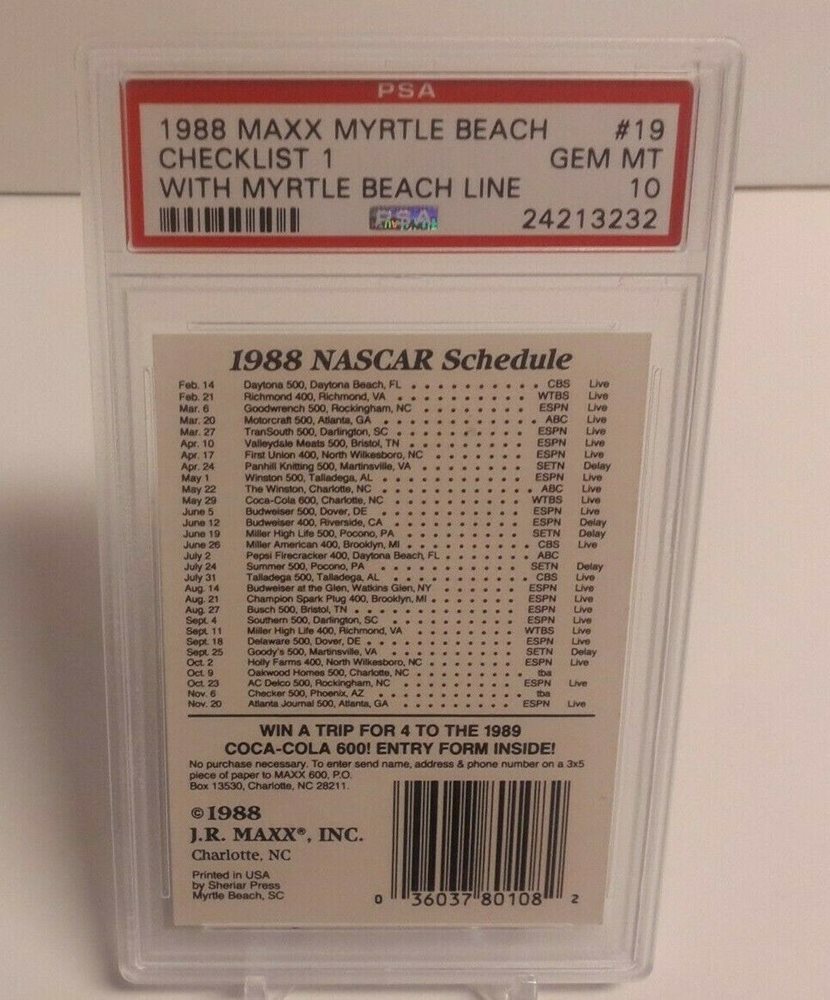 PSA
1988 MAXX MYRTLE BEACH #19
CHECKLIST 1 GEM MT
WITH MYRTLE BEACH LINE 10
PSA 24213232
1988 NASCAR Schedule
Feb. 14 Daytona 500, Daytona Beach, FL . . . . . . . . . . CBS Live
Feb. 21 Richmond 400, Richmond, VA . . . . . . . . . . WTBS Live
Mar. 6 Goodwrench 500, Rockingham, NC . . . . . . . . ESPN Live
Mar. 20 Motorcraft 500, Atlanta, GA . . . . . . . . . . . ABC Live
Mar. 27 TranSouth 500, Darlington, SC . . . . . . . . . ESPN Live
Apr. 10 Valleydale Meats 500, Bristol, TN . . . . . . . . ESPN Live
Apr. 17 First Union 400, North Wilkesboro, NC . . . . . . . ESPN Live
Apr. 24 Panhill Knitting 500, Martinsville, VA . . . . . . . . SETN Delay
May 1 Winston 500, Talladega, AL . . . . . . . . . . ESPN Live
May 22 The Winston, Charlotte, NC . . . . . . . . . . . ABC Live
May 29 Coca-Cola 600, Charlotte, NC . . . . . . . . . . WTBS Live
June 5 Budweiser 500, Dover, DE . . . . . . . . . . ESPN Live
June 12 Budweiser 400, Riverside, CA . . . . . . . . . ESPN Delay
June 19 Miller High Life 500, Pocono, PA . . . . . . . . . SETN Delay
June 26 Miller American 400, Brooklyn, MI . . . . . . . . . CBS Live
July 2 Pepsi Firecracker 400, Daytona Beach, FL . . . . . . ABC
July 24 Summer 500, Pocono, PA . . . . . . . . . . SETN Delay
July 31 Talladega 500, Talladega, AL . . . . . . . . . . CBS Live
Aug. 14 Budweiser at the Glen, Watkins Glen, NY . . . . . . ESPN Live
Aug. 21 Champion Spark Plug 400, Brooklyn, MI . . . . . . ESPN Live
Aug. 27 Busch 500, Bristol, TN . . . . . . . . . . . ESPN Live
Sept. 4 Southern 500, Darlington, SC . . . . . . . . . ESPN Live
Sept. 11 Miller High Life 400, Richmond, VA . . . . . . . . WTBS Live
Sept. 18 Delaware 500, Dover, DE . . . . . . . . . . ESPN Live
Sept. 25 Goody's 500, Martinsville, VA . . . . . . . . . SETN Delay
Oct. 2 Holly Farms 400, North Wilkesboro, NC . . . . . . . ESPN Live
Oct. 9 Oakwood Homes 500, Charlotte, NC . . . . . . . . tba
Oct. 23 AC Delco 500, Rockingham, NC . . . . . . . . ESPN Live
Nov. 6 Checker 500, Phoenix, AZ . . . . . . . . . . tba
Nov. 20 Atlanta Journal 500, Atlanta, GA . . . . . . . . ESPN Live
WIN A TRIP FOR 4 TO THE 1989
COCA-COLA 600! ENTRY FORM INSIDE!
No purchase necessary. To enter send name, address & phone number on a 3x5
piece of paper to MAXX 600, P.O.
Box 13530, Charlotte, NC 28211.
©1988
J.R. MAXX®, INC.
Charlotte, NC
Printed in USA
by Sheriar Press
Myrtle Beach, SC
0 36037 80108 2